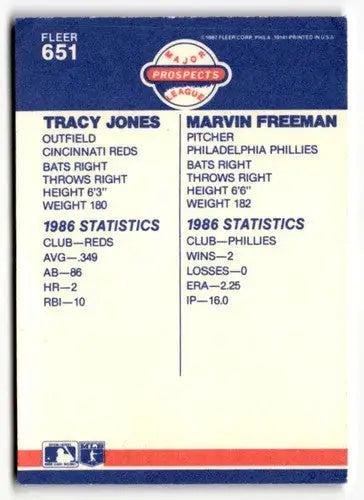 FLEER
651
©1987 FLEER CORP., PHILA., 19141 PRINTED IN U.S.A.
MAJOR
PROSPECTS
LEAGUE
TRACY JONES
OUTFIELD
CINCINNATI REDS
BATS RIGHT
THROWS RIGHT
HEIGHT 6'3"
WEIGHT 180
1986 STATISTICS
CLUB—REDS
AVG—.349
AB—86
HR—2
RBI—10
MARVIN FREEMAN
PITCHER
PHILADELPHIA PHILLIES
BATS RIGHT
THROWS RIGHT
HEIGHT 6'6"
WEIGHT 182
1986 STATISTICS
CLUB—PHILLIES
WINS—2
LOSSES—0
ERA—2.25
IP—16.0